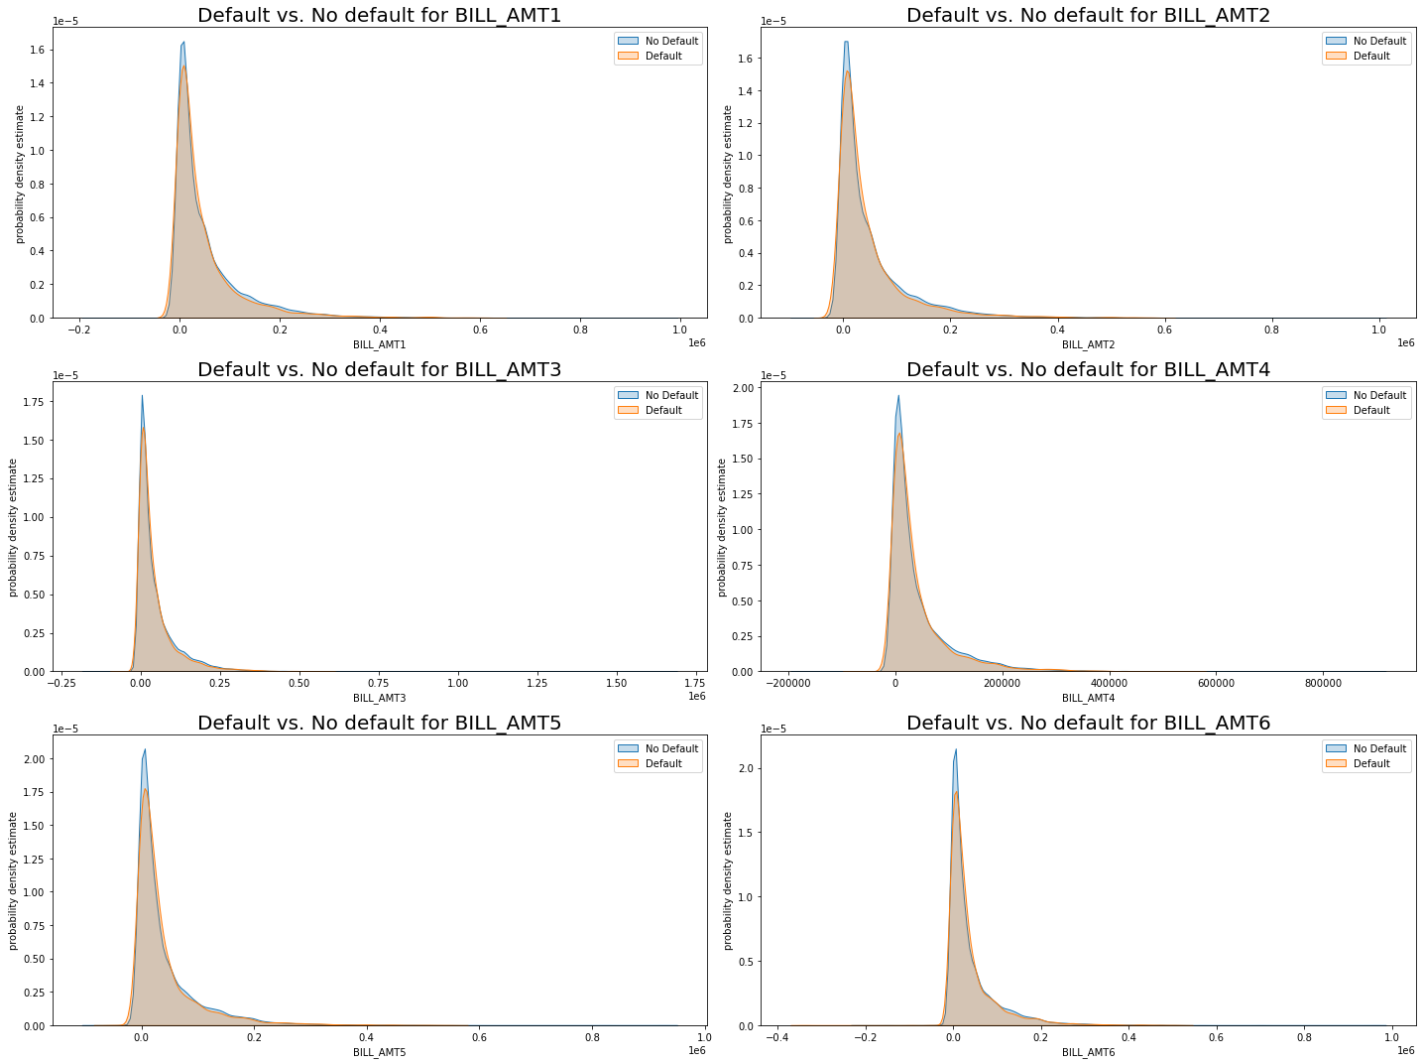 Default vs. No default for BILL_AMT1
1e−5
No Default
Default
1.6
1.4
1.2
1.0
0.8
0.6
0.4
0.2
0.0
probability density estimate
−0.2 0.0 0.2 0.4 0.6 0.8 1.0
BILL_AMT1
1e6
Default vs. No default for BILL_AMT2
1e−5
No Default
Default
1.6
1.4
1.2
1.0
0.8
0.6
0.4
0.2
0.0
probability density estimate
0.0 0.2 0.4 0.6 0.8 1.0
BILL_AMT2
1e6
Default vs. No default for BILL_AMT3
1e−5
No Default
Default
1.75
1.50
1.25
1.00
0.75
0.50
0.25
0.00
probability density estimate
−0.25 0.00 0.25 0.50 0.75 1.00 1.25 1.50 1.75
BILL_AMT3
1e6
Default vs. No default for BILL_AMT4
1e−5
No Default
Default
2.00
1.75
1.50
1.25
1.00
0.75
0.50
0.25
0.00
probability density estimate
−200000 0 200000 400000 600000 800000
BILL_AMT4
Default vs. No default for BILL_AMT5
1e−5
No Default
Default
2.00
1.75
1.50
1.25
1.00
0.75
0.50
0.25
0.00
probability density estimate
0.0 0.2 0.4 0.6 0.8 1.0
BILL_AMT5
1e6
Default vs. No default for BILL_AMT6
1e−5
No Default
Default
2.0
1.5
1.0
0.5
0.0
probability density estimate
−0.4 −0.2 0.0 0.2 0.4 0.6 0.8 1.0
BILL_AMT6
1e6